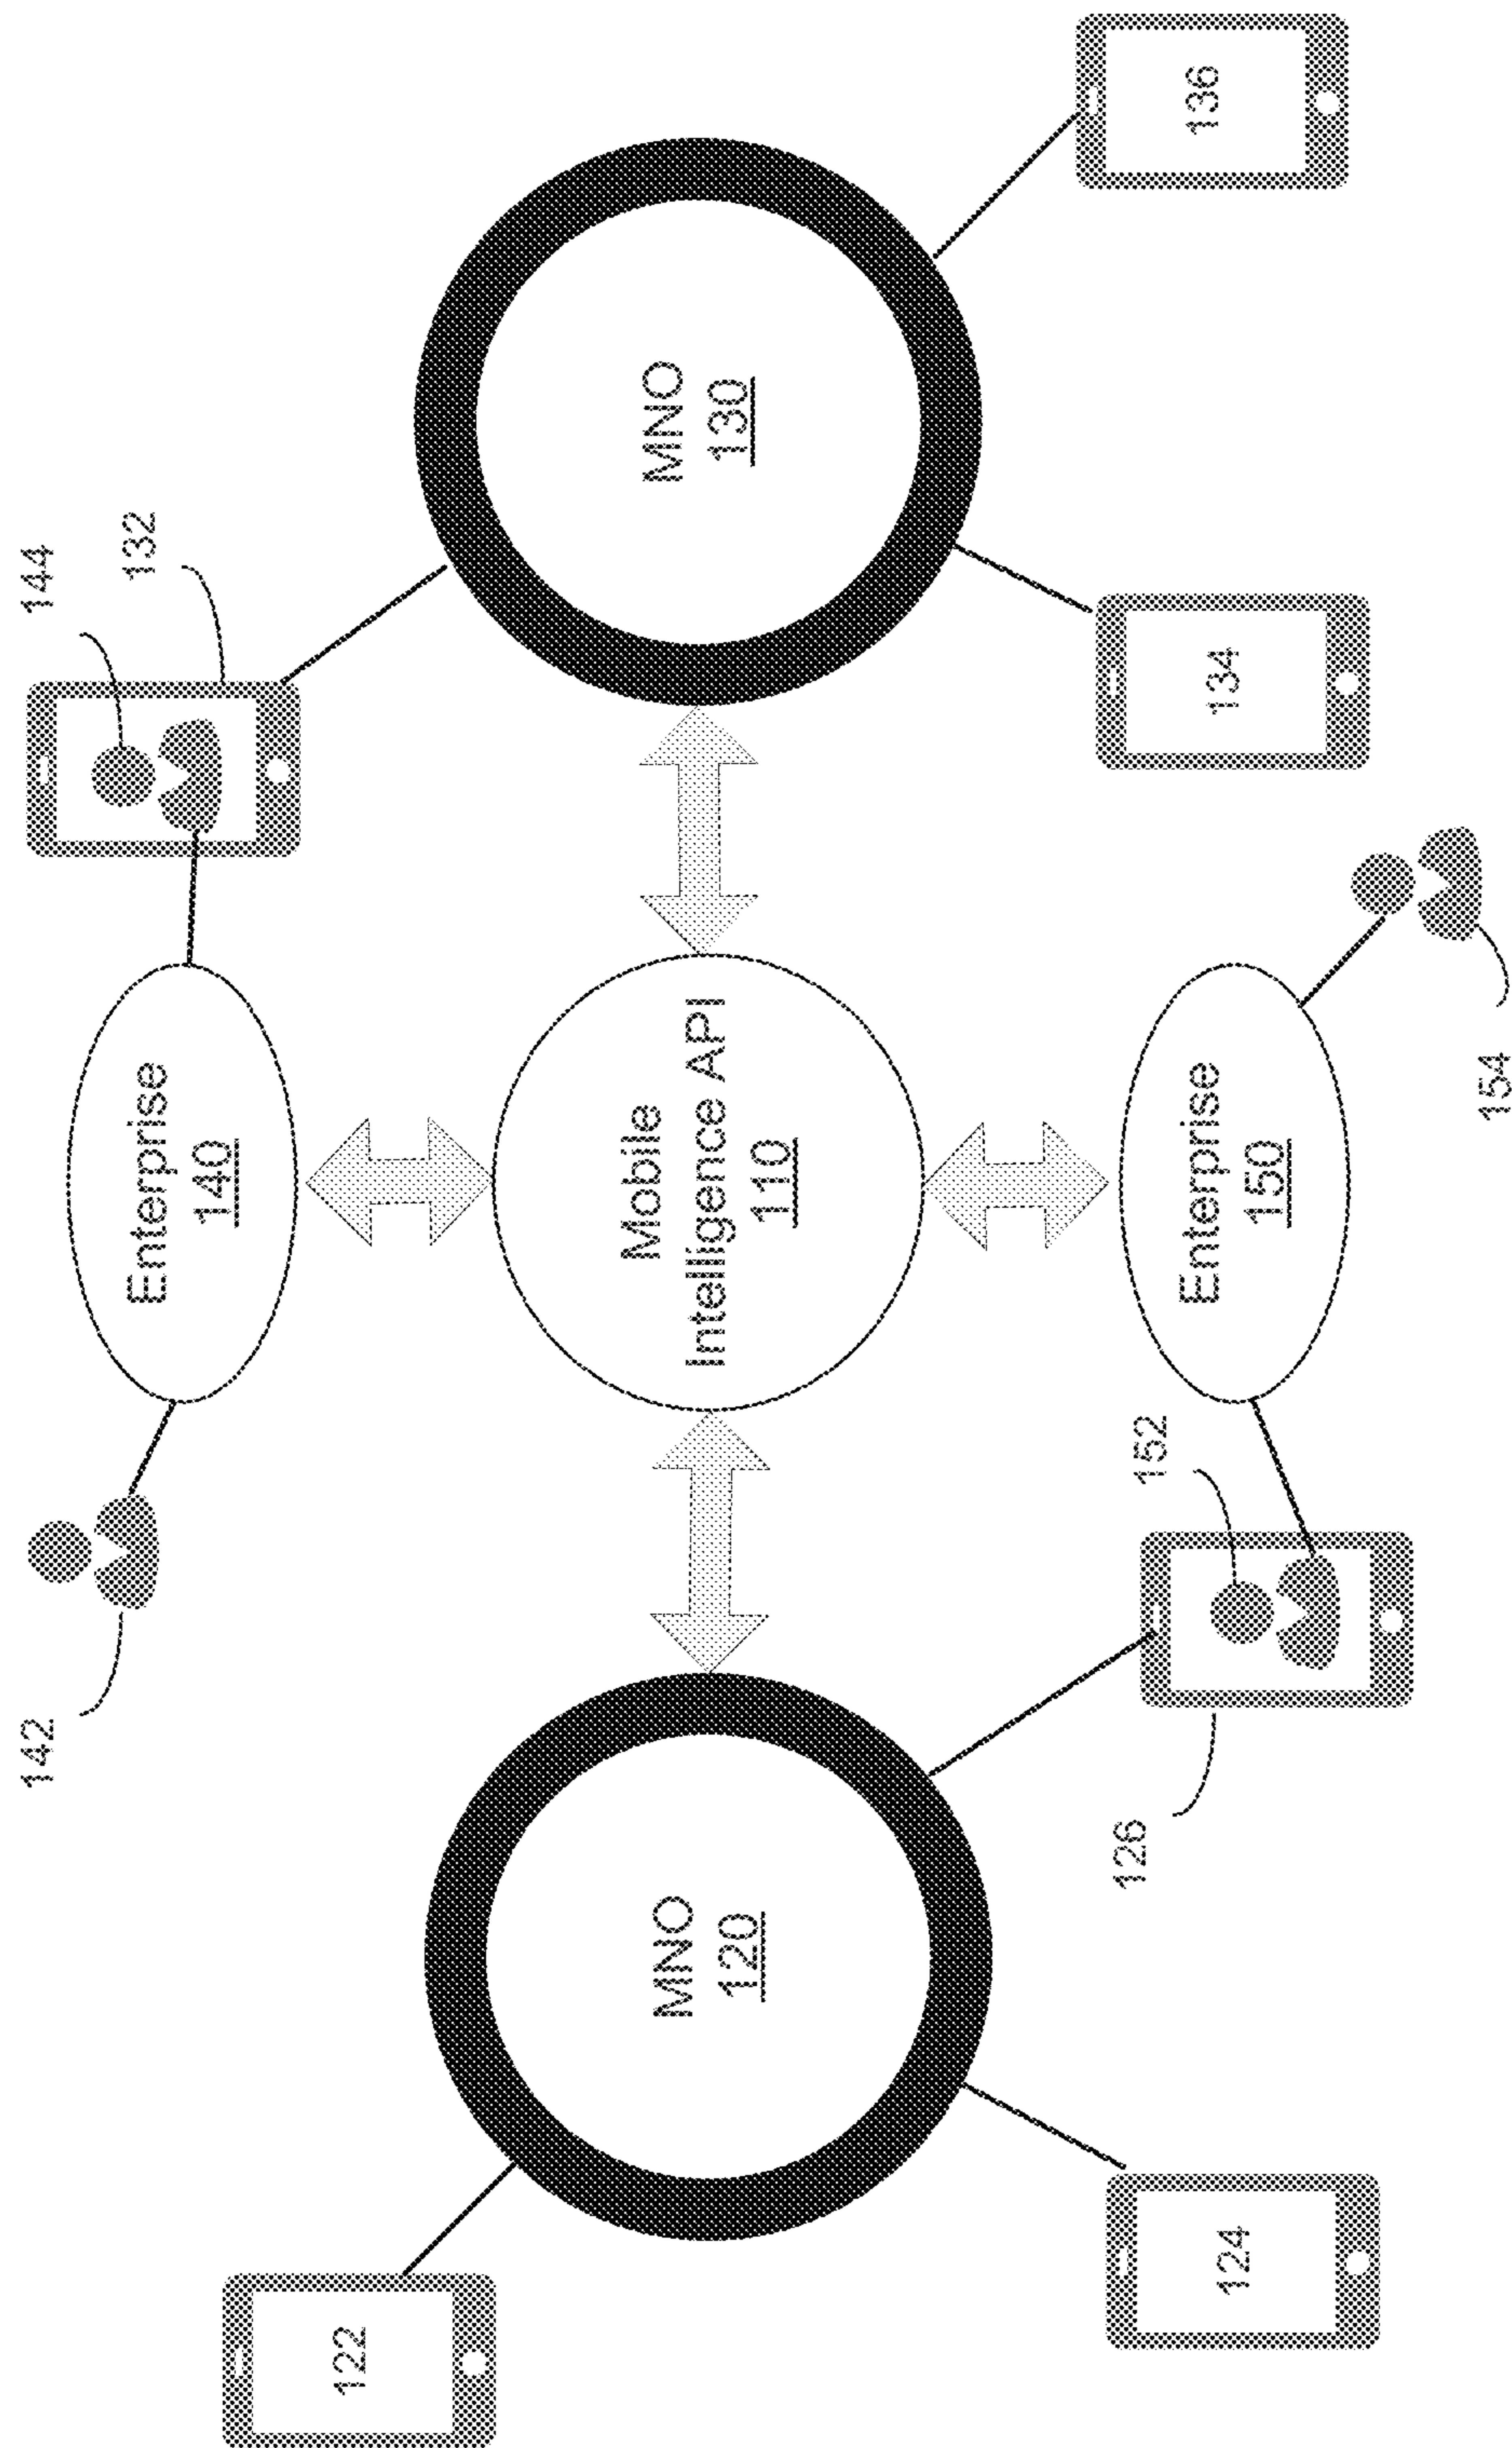 142
144
132
Enterprise
140
122
MNO
120
Mobile
Intelligence API
110
MNO
130
126
152
Enterprise
150
124
134
136
154